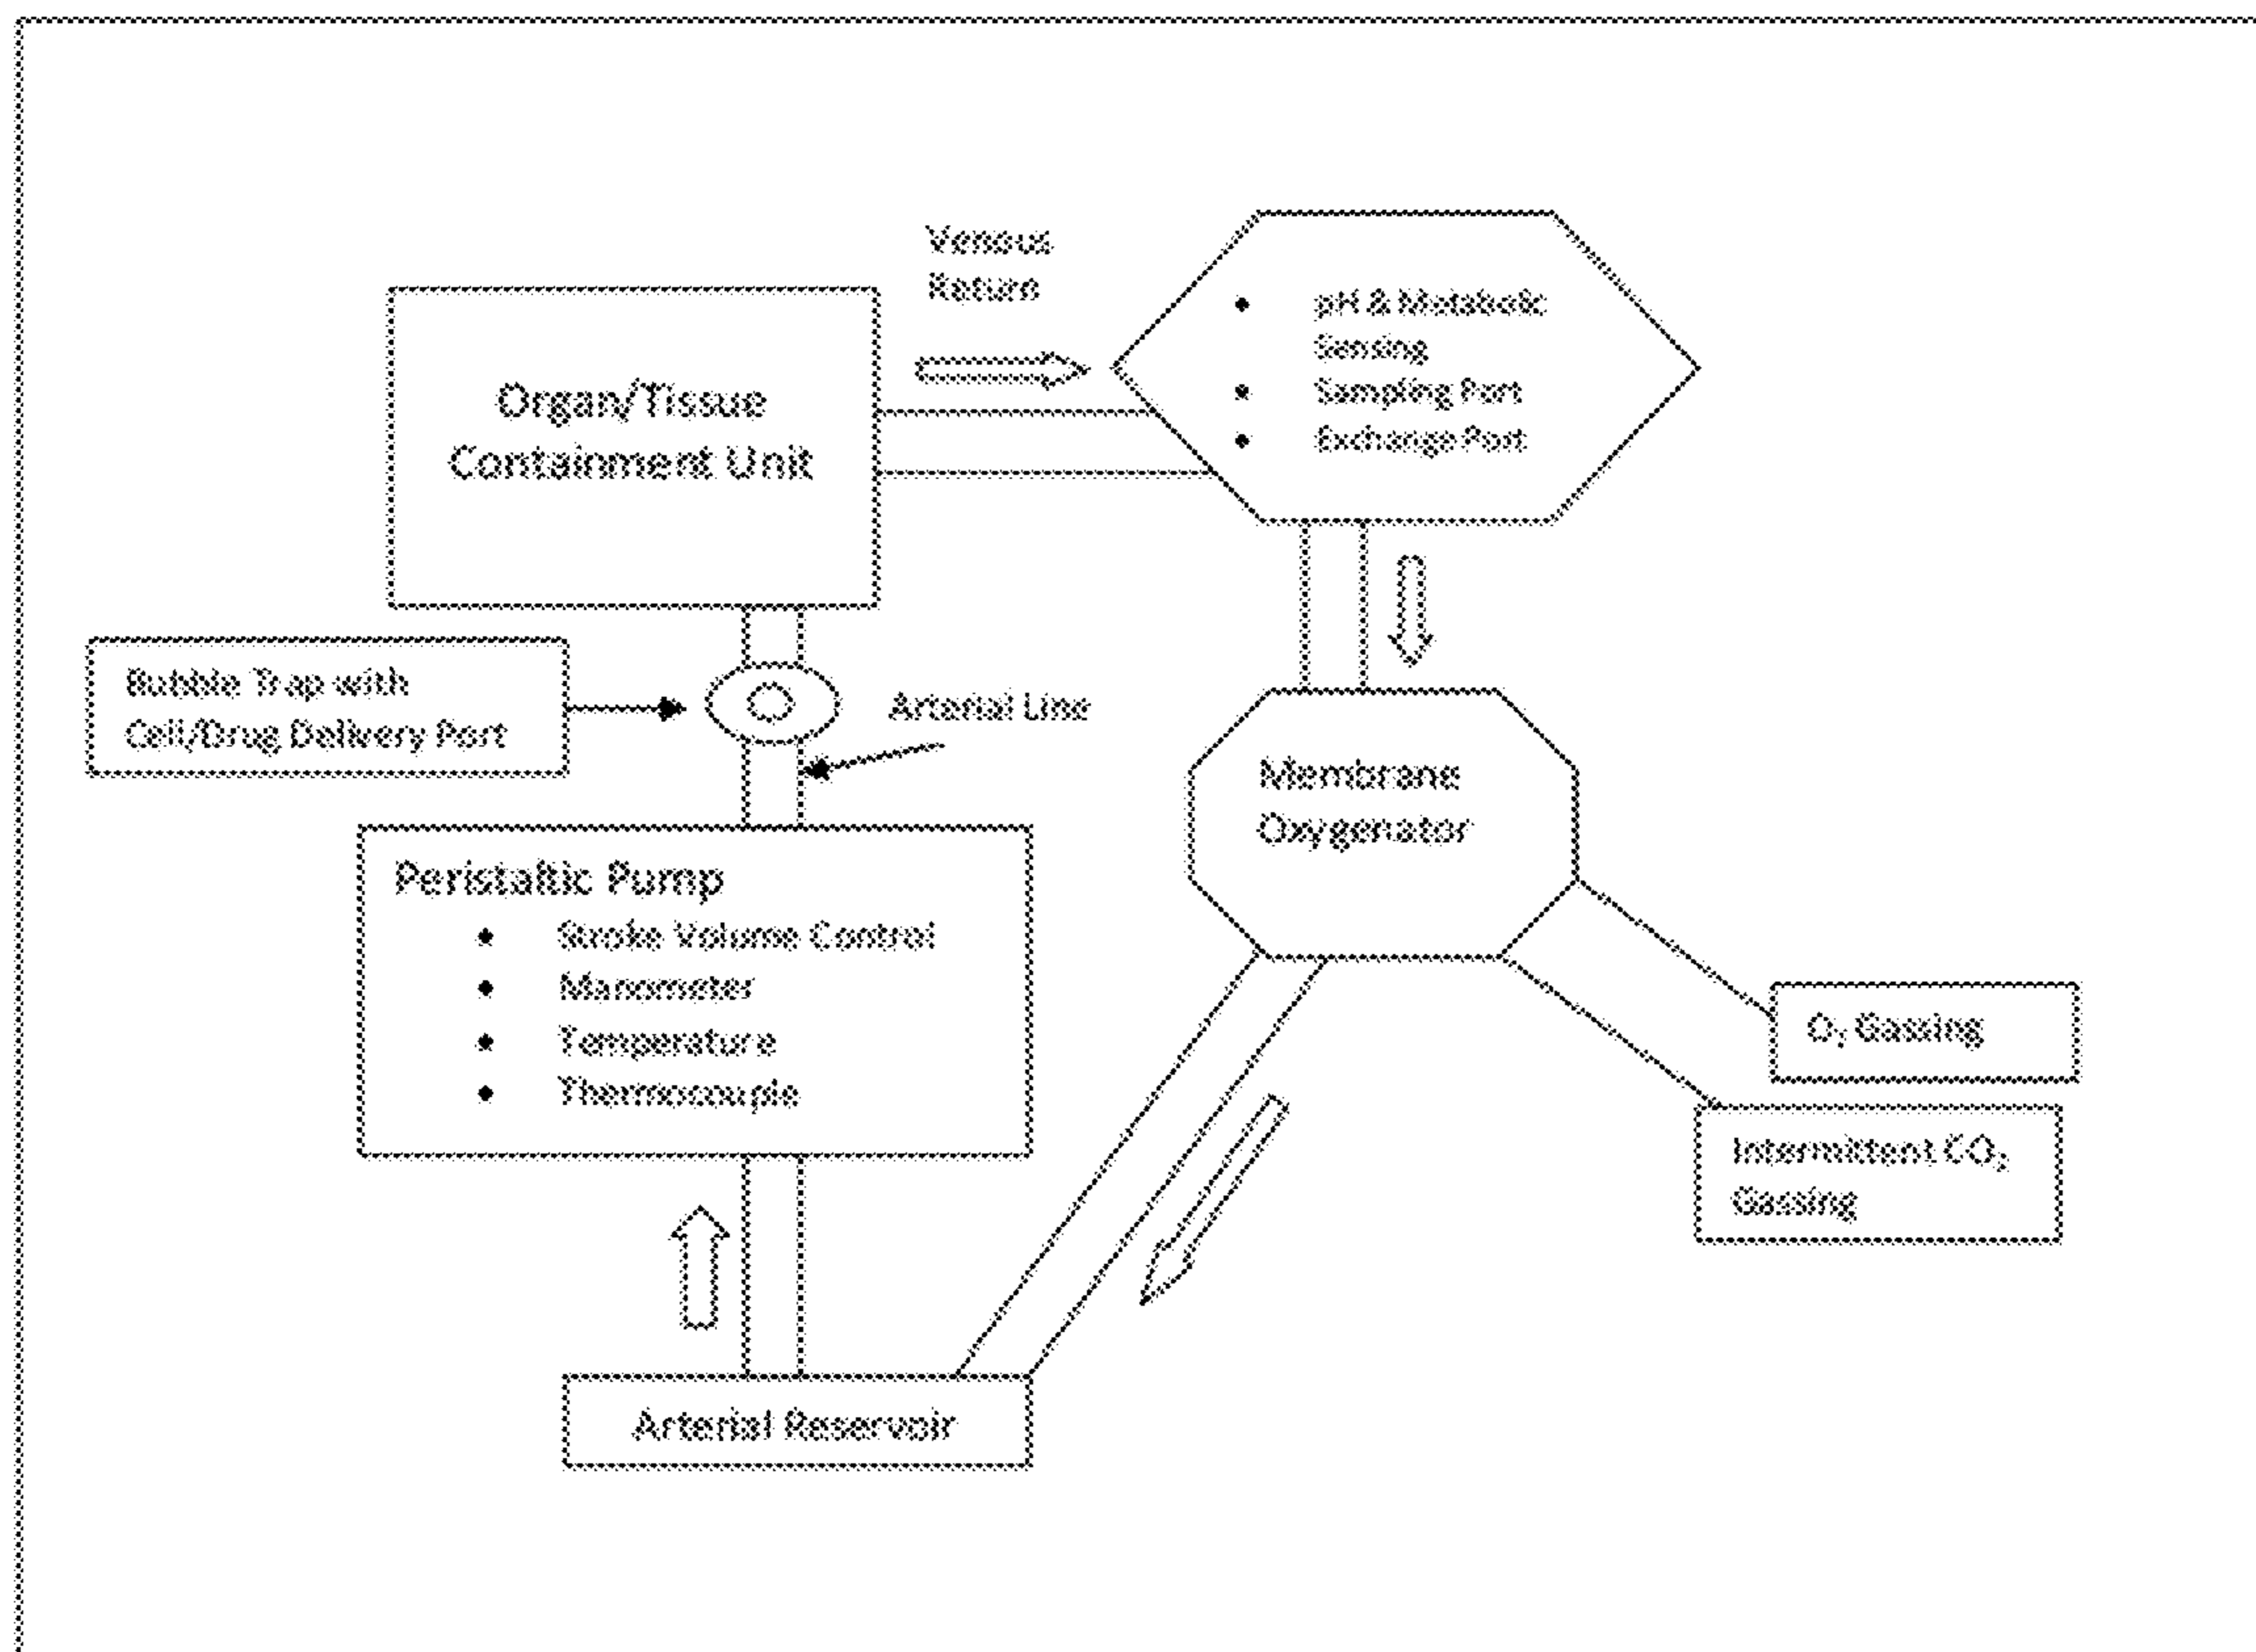 Venous
Return
• pH & Metabolic
Sensing
• Sampling Port
• Exchange Port
Organ/Tissue
Containment Unit
Bubble Trap with
Cell/Drug Delivery Port
Arterial Line
Membrane
Oxygenator
Peristaltic Pump
• Stroke Volume Control
• Manometer
• Temperature
• Thermocouple
O₂ Gassing
Intermittent CO₂
Gassing
Arterial Reservoir